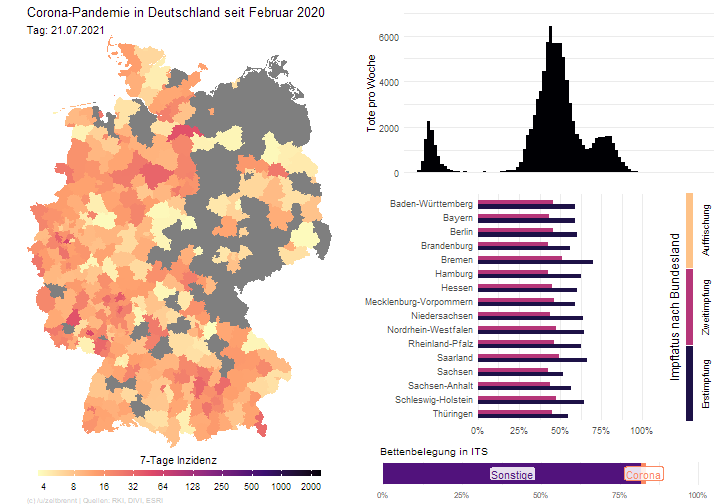 Corona-Pandemie in Deutschland seit Februar 2020
Tag: 21.07.2021
7-Tage Inzidenz
4 8 16 32 64 125 250 500 1000 2000
(c) | Quellen: RKI, DIVI, ESRI
Tote pro Woche
6000
4000
2000
0
Baden-Württemberg
Bayern
Berlin
Brandenburg
Bremen
Hamburg
Hessen
Mecklenburg-Vorpommern
Niedersachsen
Nordrhein-Westfalen
Rheinland-Pfalz
Saarland
Sachsen
Sachsen-Anhalt
Schleswig-Holstein
Thüringen
0% 25% 50% 75% 100%
Impfstatus nach Bundesland
Auffrischung
Zweitimpfung
Erstimpfung
Bettenbelegung in ITS
Sonstige
Corona
0% 25% 50% 75% 100%